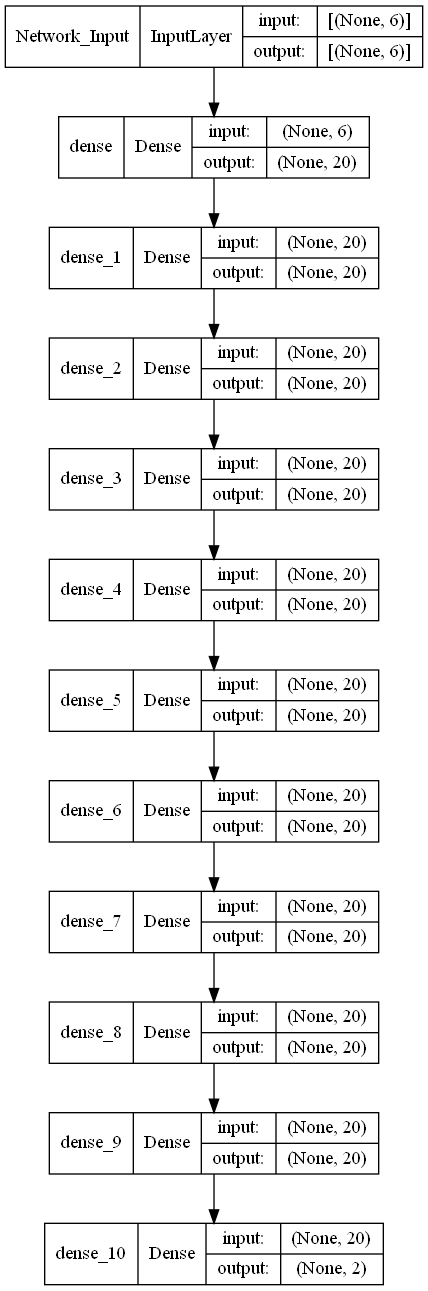 Network_Input InputLayer input: [(None, 6)]
output: [(None, 6)]
dense Dense input: (None, 6)
output: (None, 20)
dense_1 Dense input: (None, 20)
output: (None, 20)
dense_2 Dense input: (None, 20)
output: (None, 20)
dense_3 Dense input: (None, 20)
output: (None, 20)
dense_4 Dense input: (None, 20)
output: (None, 20)
dense_5 Dense input: (None, 20)
output: (None, 20)
dense_6 Dense input: (None, 20)
output: (None, 20)
dense_7 Dense input: (None, 20)
output: (None, 20)
dense_8 Dense input: (None, 20)
output: (None, 20)
dense_9 Dense input: (None, 20)
output: (None, 20)
dense_10 Dense input: (None, 20)
output: (None, 2)